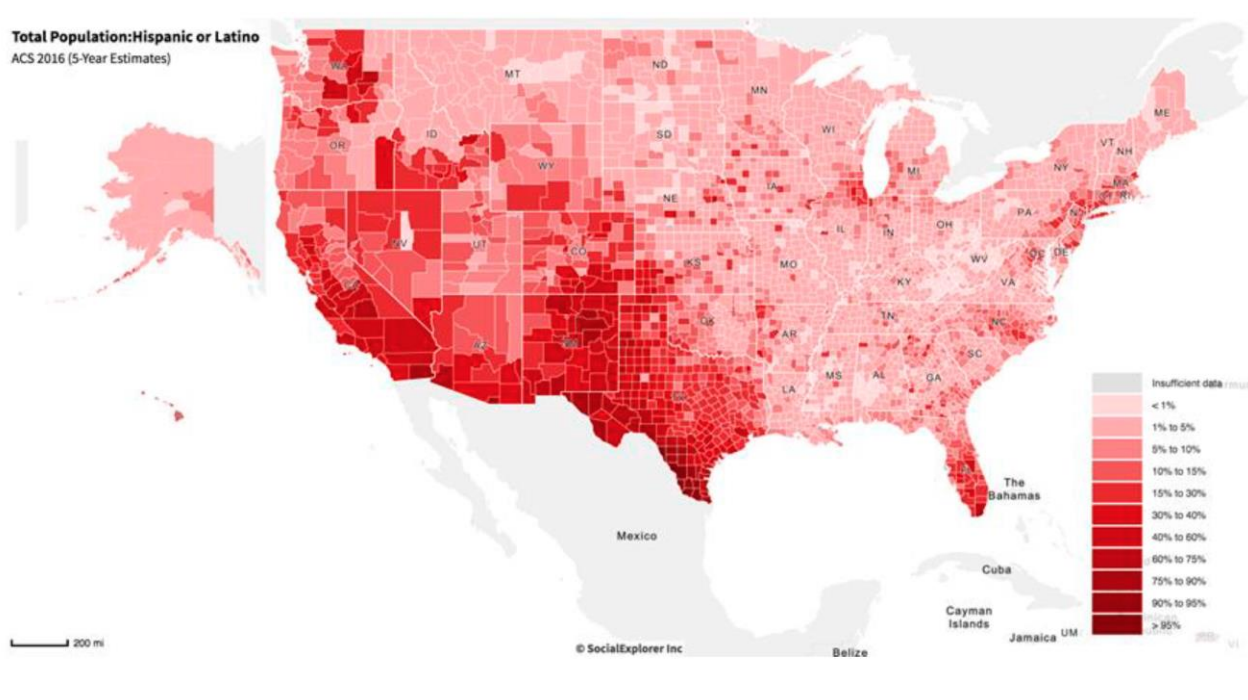 Total Population:Hispanic or Latino
ACS 2016 (5-Year Estimates)
WA
MT
ND
MN
ME
OR
ID
SD
WI
MI
VT
NH
NY
MA
RI
WY
NE
IA
PA
NJ
NV
UT
CO
IL
IN
OH
DE
KS
MO
WV
VA
KY
CA
AZ
NM
OK
AR
TN
NC
SC
TX
LA
MS
AL
GA
FL
Insufficient data
< 1%
1% to 5%
5% to 10%
10% to 15%
15% to 30%
30% to 40%
40% to 60%
60% to 75%
75% to 90%
90% to 95%
> 95%
The
Bahamas
Mexico
Cuba
Cayman
Islands
Jamaica
UM
VI
200 mi
© SocialExplorer Inc
Belize